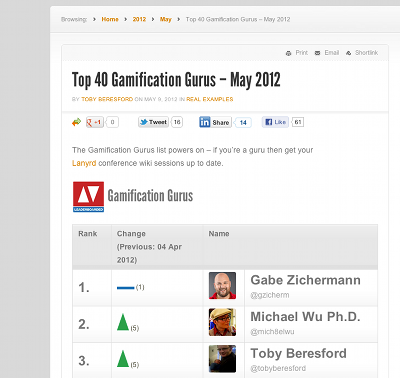 Browsing: Home 2012 May Top 40 Gamification Gurus – May 2012
Print Email Shortlink
Top 40 Gamification Gurus – May 2012
BY TOBY BERESFORD ON MAY 9, 2012 IN REAL EXAMPLES
+1 0 Tweet 16 in Share 14 Like 61
The Gamification Guru list powers on – if you're a guru then get your
Lanyrd conference wiki sessions up to date.
LEADERBOARDED
Gamification Gurus
Rank Change Name
(Previous: 04 Apr
2012)
1. (1) Gabe Zichermann
@gzicherm
2. (5) Michael Wu Ph.D.
@mich8elwu
3. (5) Toby Beresford
@tobyberesford